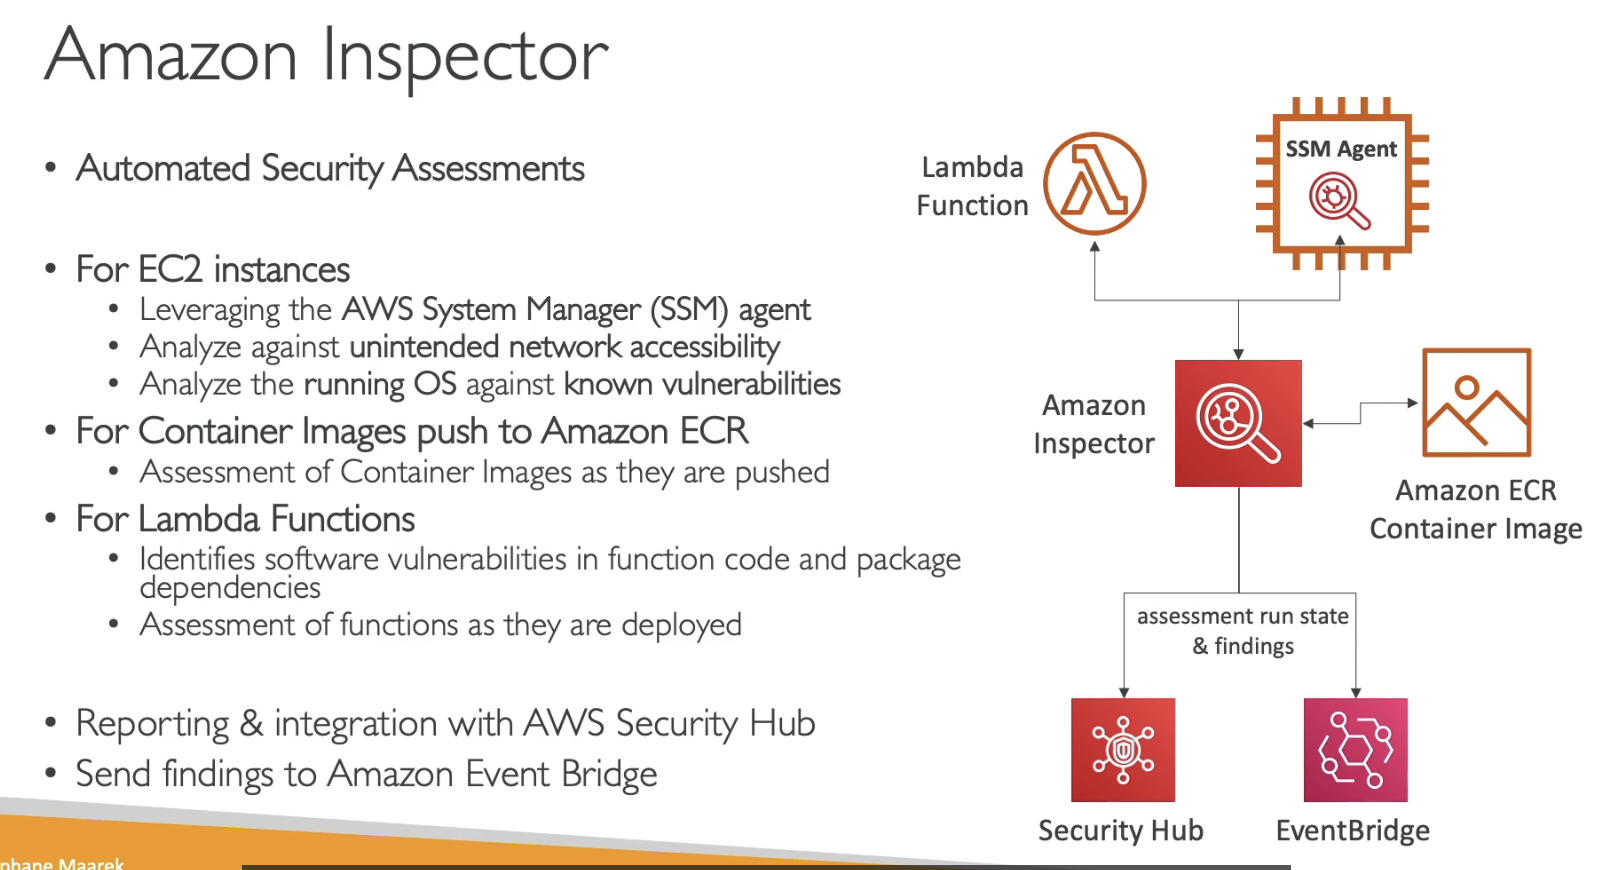 Amazon Inspector
• Automated Security Assessments
• For EC2 instances
• Leveraging the AWS System Manager (SSM) agent
• Analyze against unintended network accessibility
• Analyze the running OS against known vulnerabilities
• For Container Images push to Amazon ECR
• Assessment of Container Images as they are pushed
• For Lambda Functions
• Identifies software vulnerabilities in function code and package
dependencies
• Assessment of functions as they are deployed
• Reporting & integration with AWS Security Hub
• Send findings to Amazon Event Bridge
Lambda
Function
SSM Agent
Amazon
Inspector
Amazon ECR
Container Image
assessment run state
& findings
Security Hub
EventBridge
phane Maarek